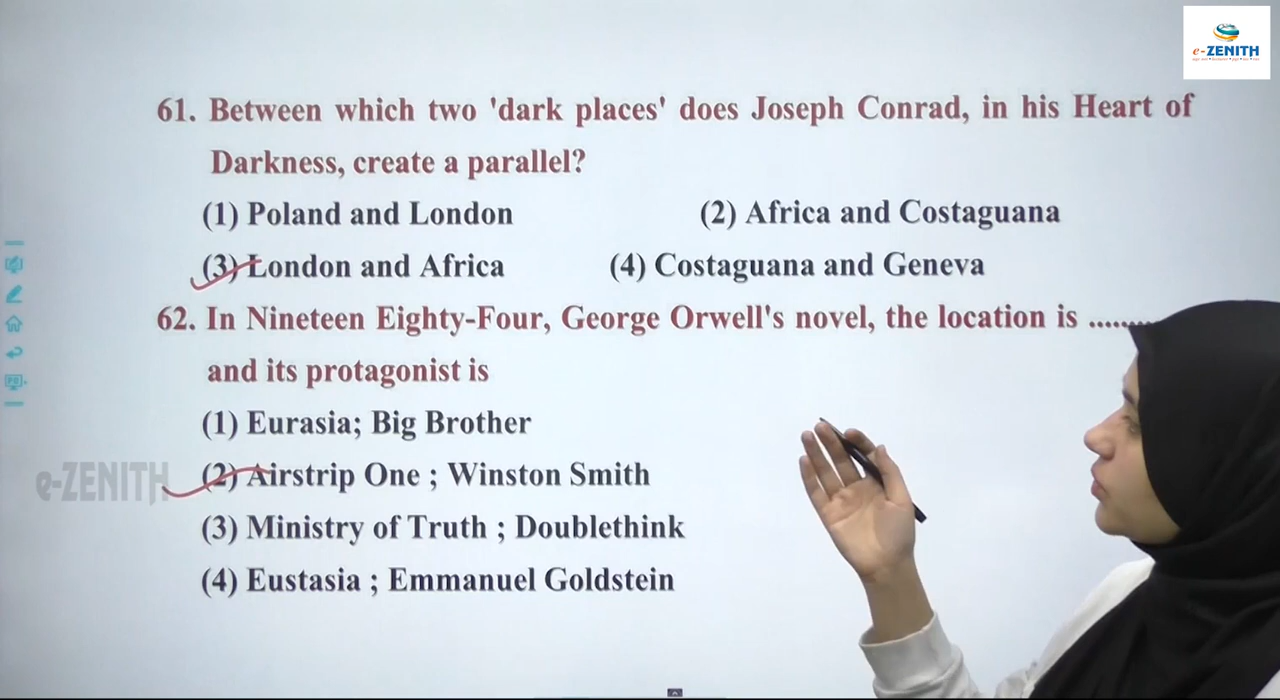 e-ZENITH
61. Between which two 'dark places' does Joseph Conrad, in his Heart of
Darkness, create a parallel?
(1) Poland and London (2) Africa and Costaguana
(3) London and Africa (4) Costaguana and Geneva
62. In Nineteen Eighty-Four, George Orwell's novel, the location is ........
and its protagonist is
(1) Eurasia; Big Brother
e-ZENITH
(2) Airstrip One ; Winston Smith
(3) Ministry of Truth ; Doublethink
(4) Eustasia ; Emmanuel Goldstein